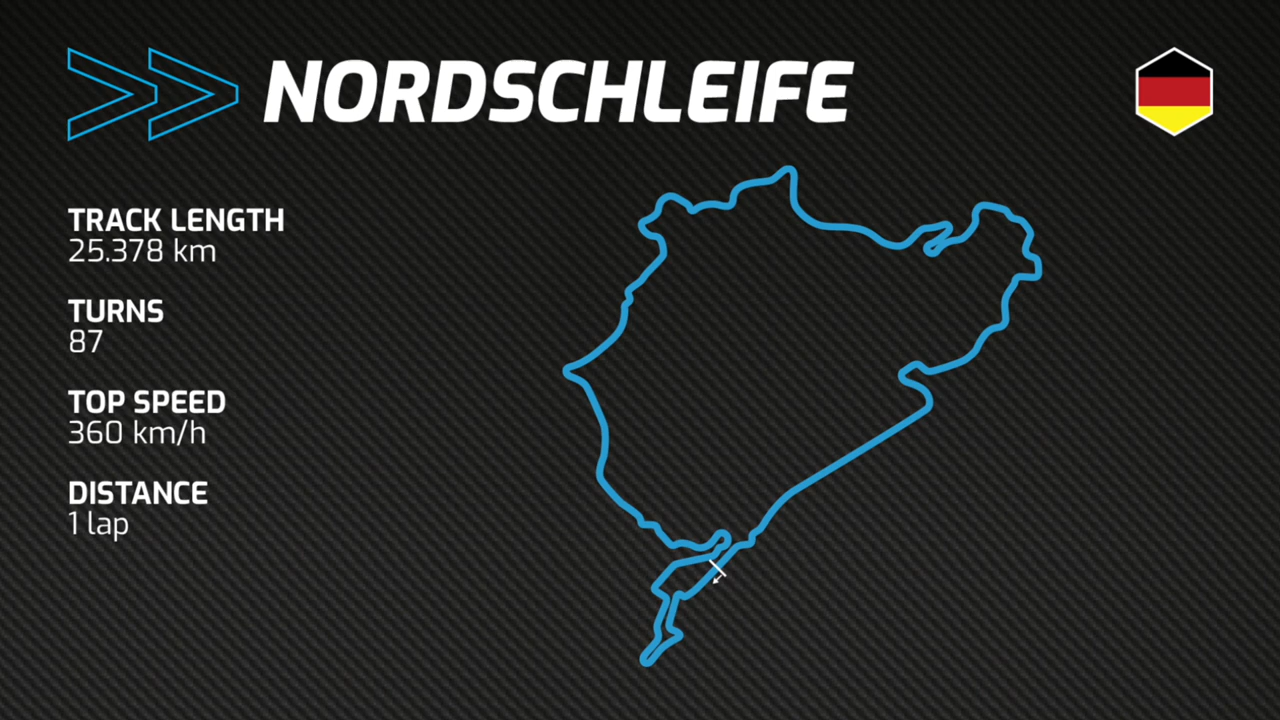 NORDSCHLEIFE
TRACK LENGTH
25.378 km
TURNS
87
TOP SPEED
360 km/h
DISTANCE
1 lap